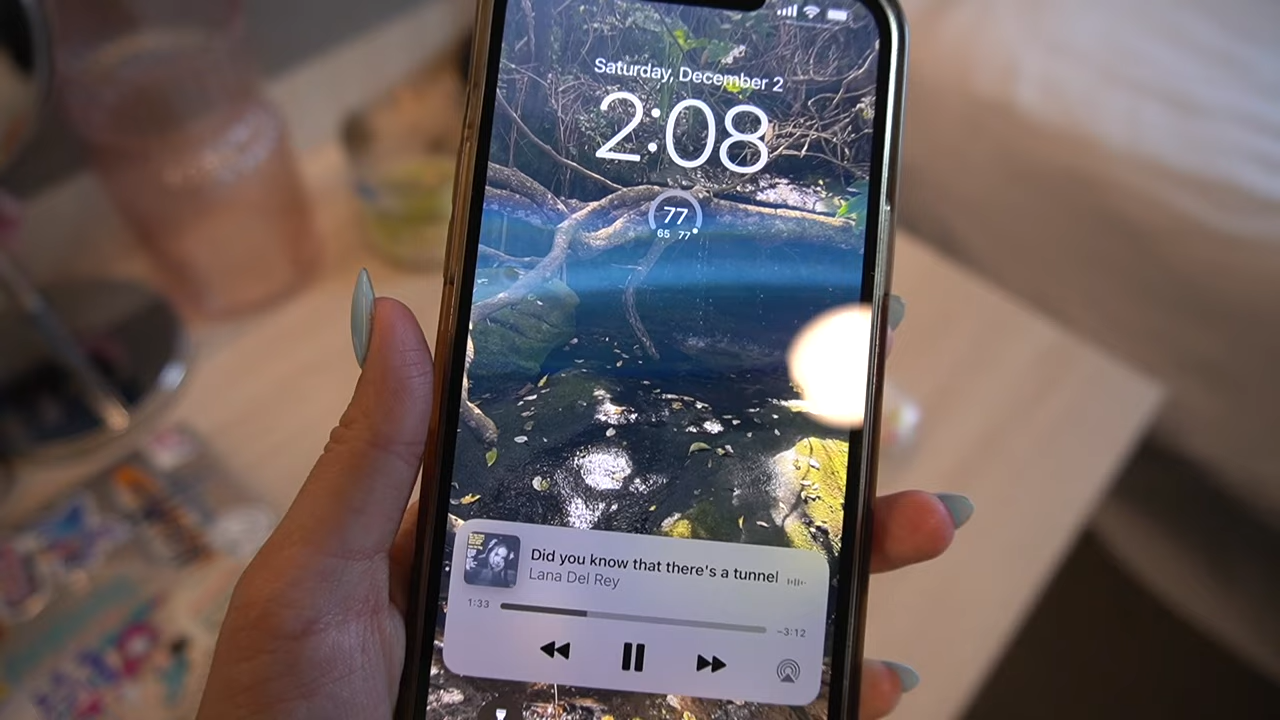 Saturday, December 2
2:08
77
65 77
Did you know that there's a tunnel
Lana Del Rey
1:33
−3:12